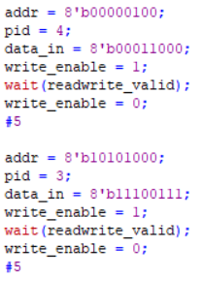 addr = 8'b00000100;
pid = 4;
data_in = 8'b00011000;
write_enable = 1;
wait(readwrite_valid);
write_enable = 0;
#5
addr = 8'b10101000;
pid = 3;
data_in = 8'b11100111;
write_enable = 1;
wait(readwrite_valid);
write_enable = 0;
#5